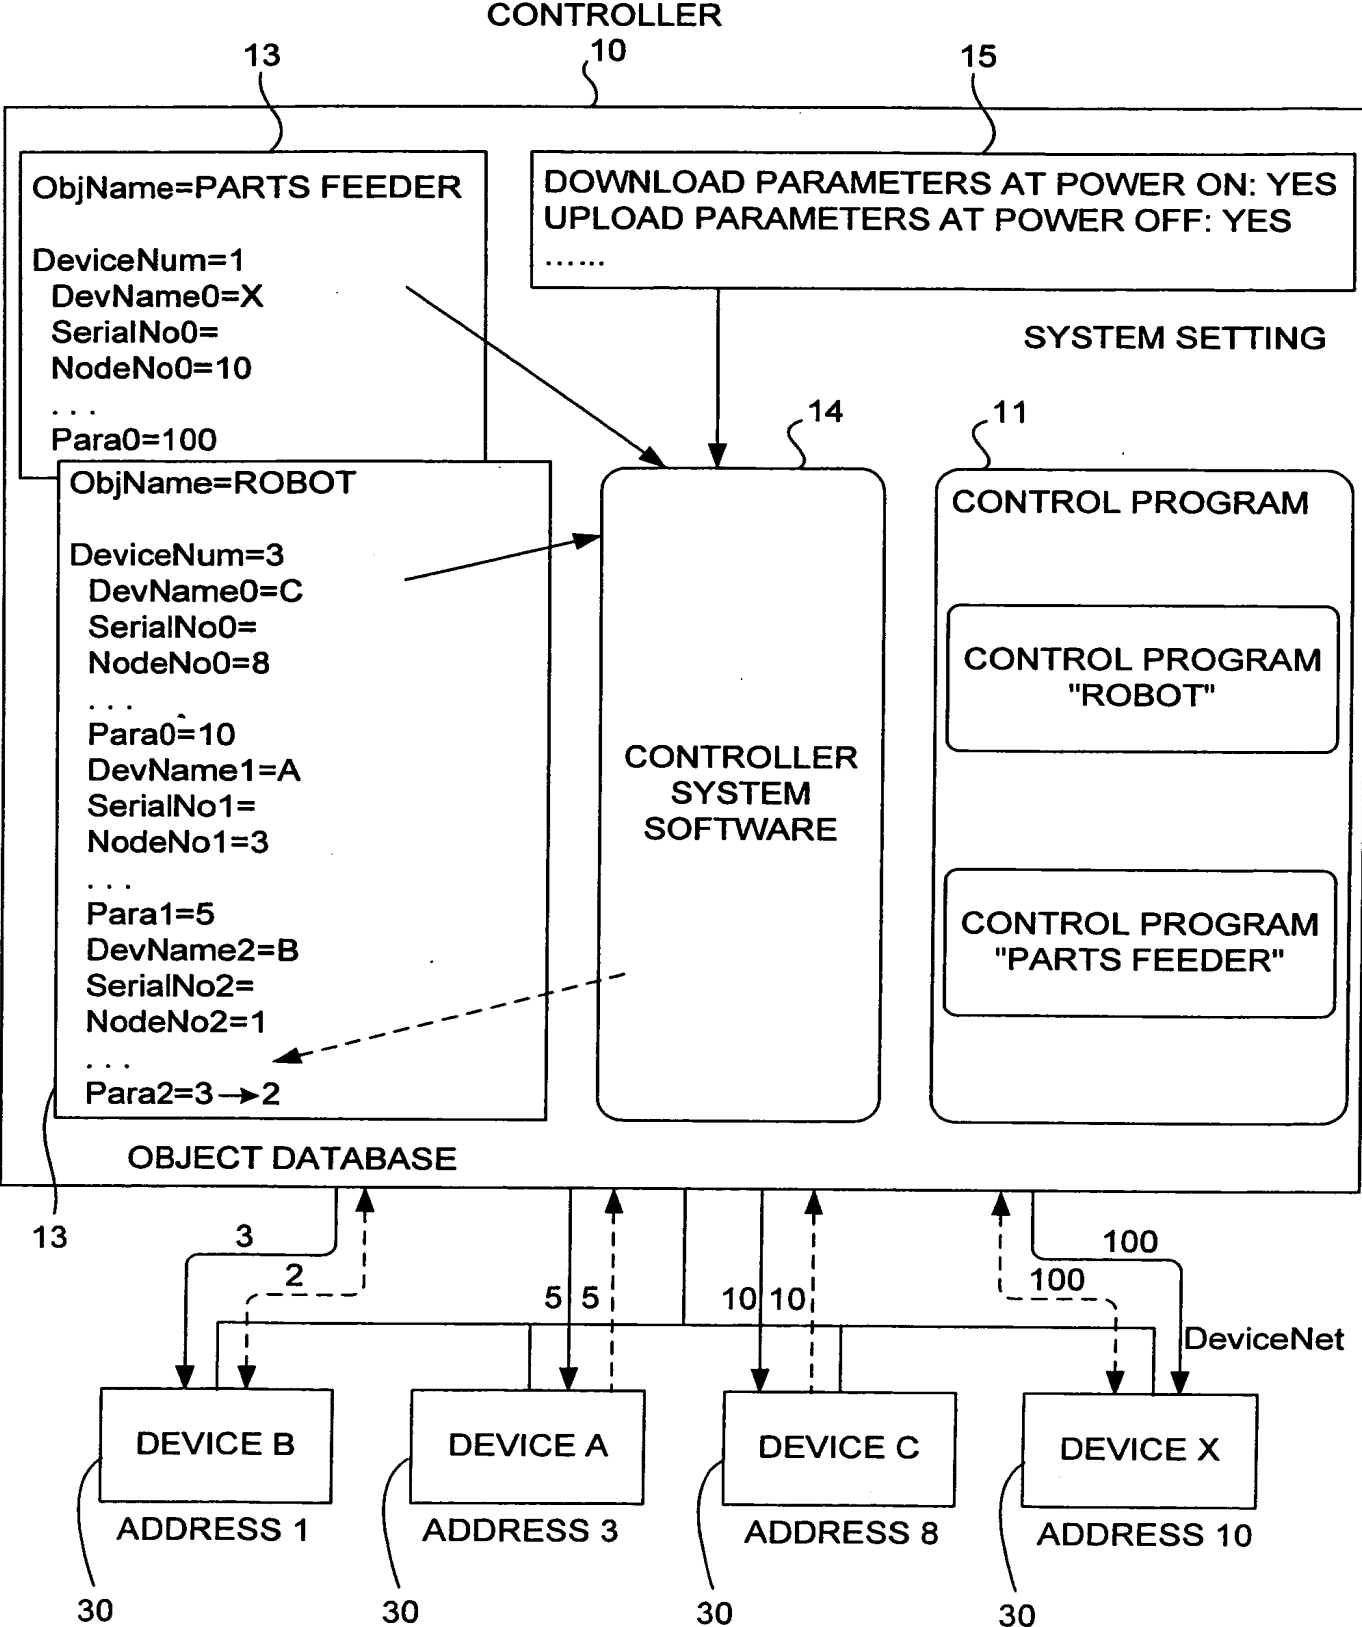 CONTROLLER
10
13
15
ObjName=PARTS FEEDER
DeviceNum=1
DevName0=X
SerialNo0=
NodeNo0=10
. . .
Para0=100
DOWNLOAD PARAMETERS AT POWER ON: YES
UPLOAD PARAMETERS AT POWER OFF: YES
......
SYSTEM SETTING
14
11
ObjName=ROBOT
DeviceNum=3
DevName0=C
SerialNo0=
NodeNo0=8
. . .
Para0=10
DevName1=A
SerialNo1=
NodeNo1=3
. . .
Para1=5
DevName2=B
SerialNo2=
NodeNo2=1
. . .
Para2=3→2
CONTROLLER
SYSTEM
SOFTWARE
CONTROL PROGRAM
CONTROL PROGRAM
"ROBOT"
CONTROL PROGRAM
"PARTS FEEDER"
OBJECT DATABASE
13
3
2
5 5
10 10
100
100
DeviceNet
DEVICE B
DEVICE A
DEVICE C
DEVICE X
ADDRESS 1
ADDRESS 3
ADDRESS 8
ADDRESS 10
30
30
30
30